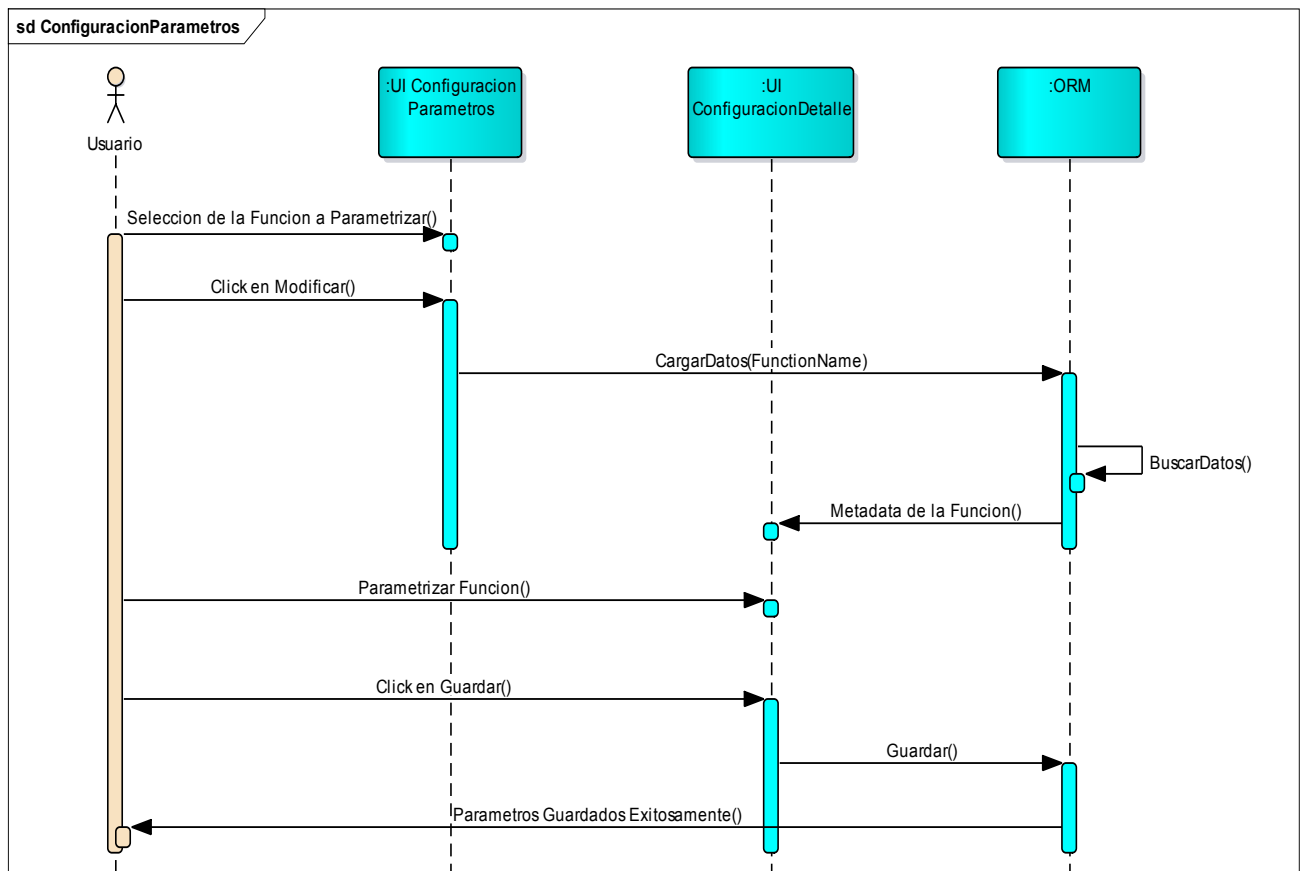 sd ConfiguracionParametros
Usuario
:UI Configuracion
Parametros
:UI
ConfiguracionDetalle
:ORM
Seleccion de la Funcion a Parametrizar()
Click en Modificar()
CargarDatos(FunctionName)
BuscarDatos()
Metadata de la Funcion()
Parametrizar Funcion()
Click en Guardar()
Guardar()
Parametros Guardados Exitosamente()